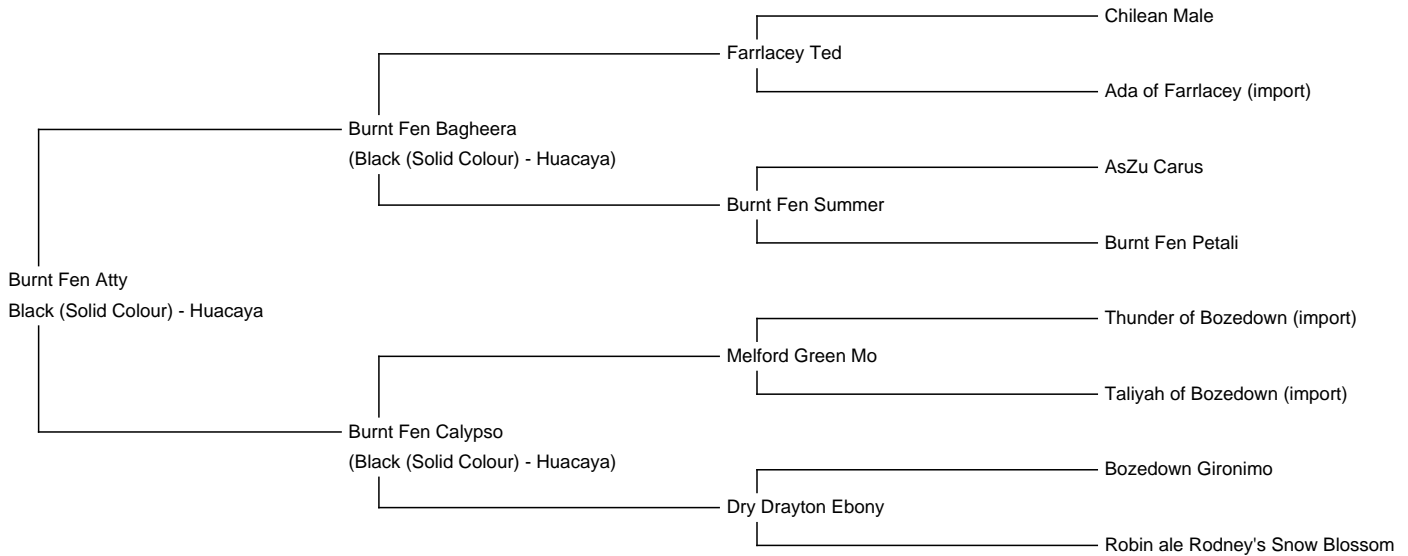 Chilean Male
Farrlacey Ted
Ada of Farrlacey (import)
Burnt Fen Bagheera
(Black (Solid Colour) - Huacaya)
AsZu Carus
Burnt Fen Summer
Burnt Fen Petali
Burnt Fen Atty
Black (Solid Colour) - Huacaya
Thunder of Bozedown (import)
Melford Green Mo
Taliyah of Bozedown (import)
Burnt Fen Calypso
(Black (Solid Colour) - Huacaya)
Bozedown Gironimo
Dry Drayton Ebony
Robin ale Rodney's Snow Blossom